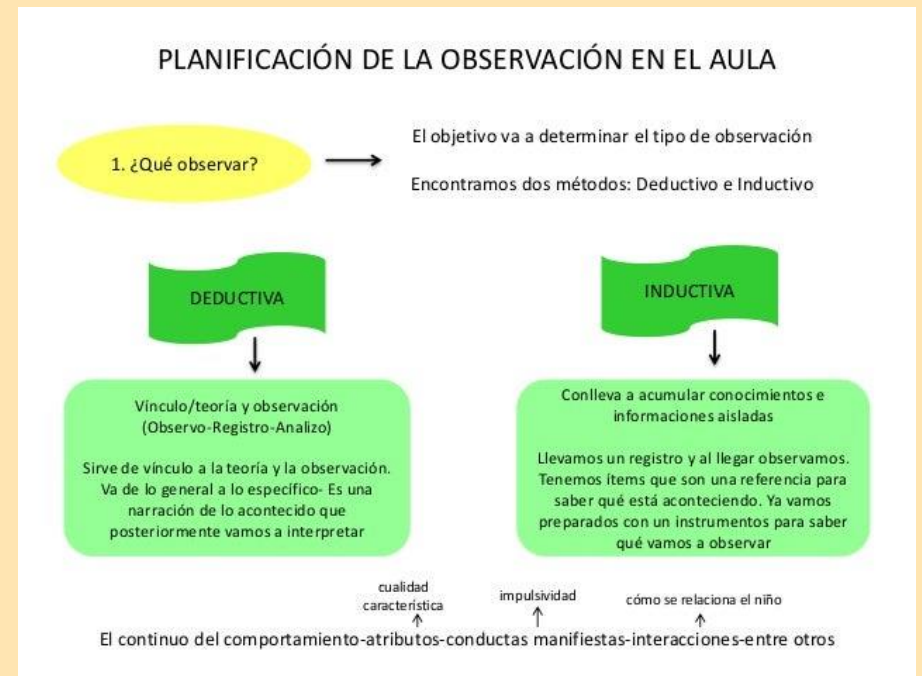 PLANIFICACIÓN DE LA OBSERVACIÓN EN EL AULA
1. ¿Qué observar?
El objetivo va a determinar el tipo de observación
Encontramos dos métodos: Deductivo e Inductivo
DEDUCTIVA
INDUCTIVA
Vínculo/teoría y observación
(Observo-Registro-Analizo)
Sirve de vínculo a la teoría y la observación.
Va de lo general a lo específico- Es una
narración de lo acontecido que
posteriormente vamos a interpretar
Conlleva a acumular conocimientos e
informaciones aisladas
Llevamos un registro y al llegar observamos.
Tenemos ítems que son una referencia para
saber qué está aconteciendo. Ya vamos
preparados con un instrumentos para saber
qué vamos a observar
cualidad
característica
impulsividad
cómo se relaciona el niño
El continuo del comportamiento-atributos-conductas manifiestas-interacciones-entre otros